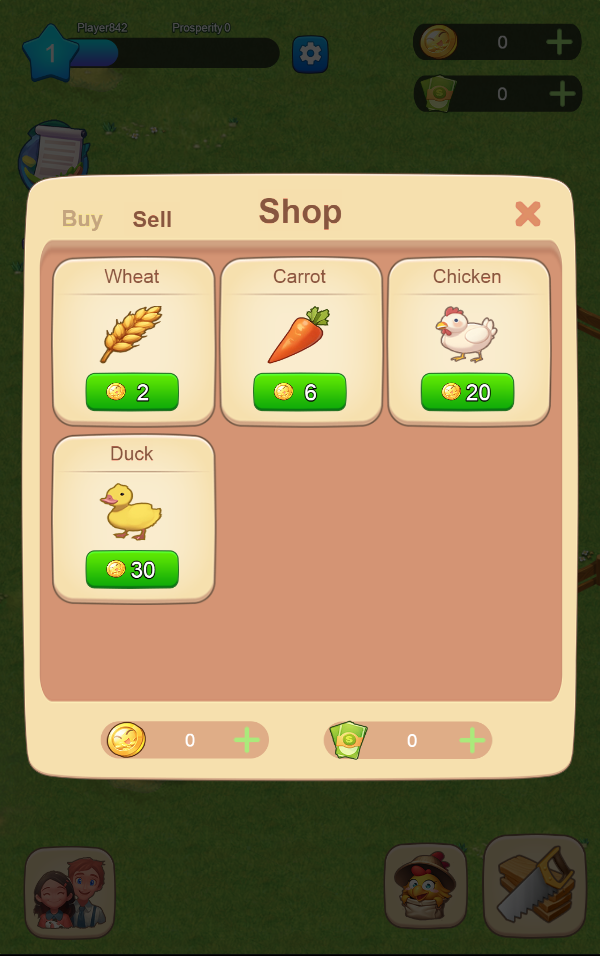 Player842
Prosperity 0
1
0
0
Buy
Sell
Shop
Wheat
Carrot
Chicken
2
6
20
Duck
30
0
0